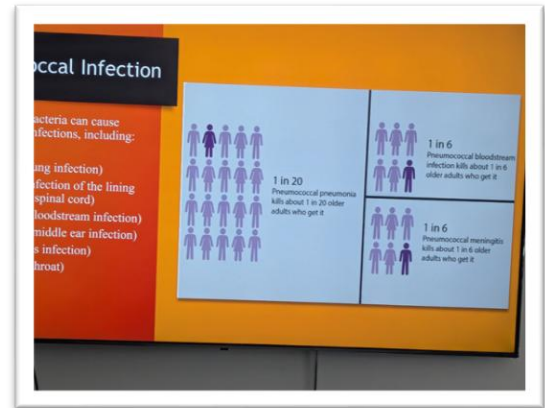 occal Infection
acteria can cause
nfections, including:
ung infection)
nfection of the lining
spinal cord)
loodstream infection)
middle ear infection)
s infection)
hroat)
1 in 20
Pneumococcal pneumonia
kills about 1 in 20 older
adults who get it
1 in 6
Pneumococcal bloodstream
infection kills about 1 in 6
older adults who get it
1 in 6
Pneumococcal meningitis
kills about 1 in 6 older
adults who get it